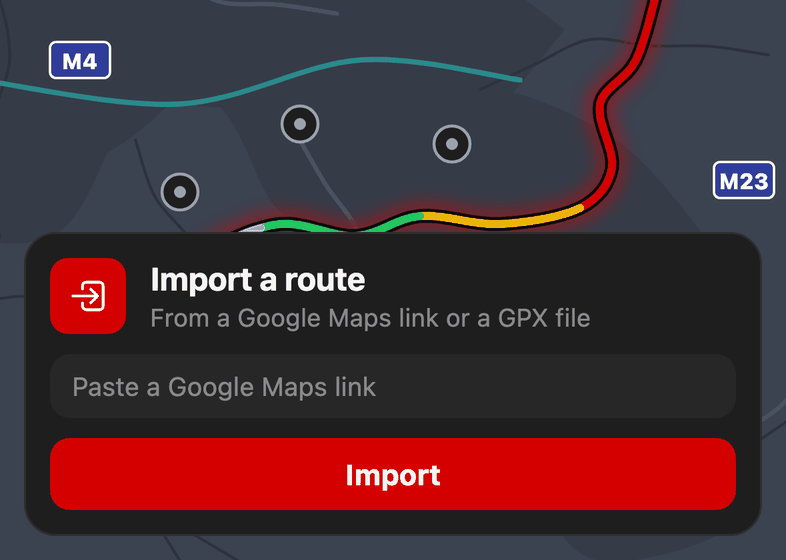 M4
M23
Import a route
From a Google Maps link or a GPX file
Paste a Google Maps link
Import